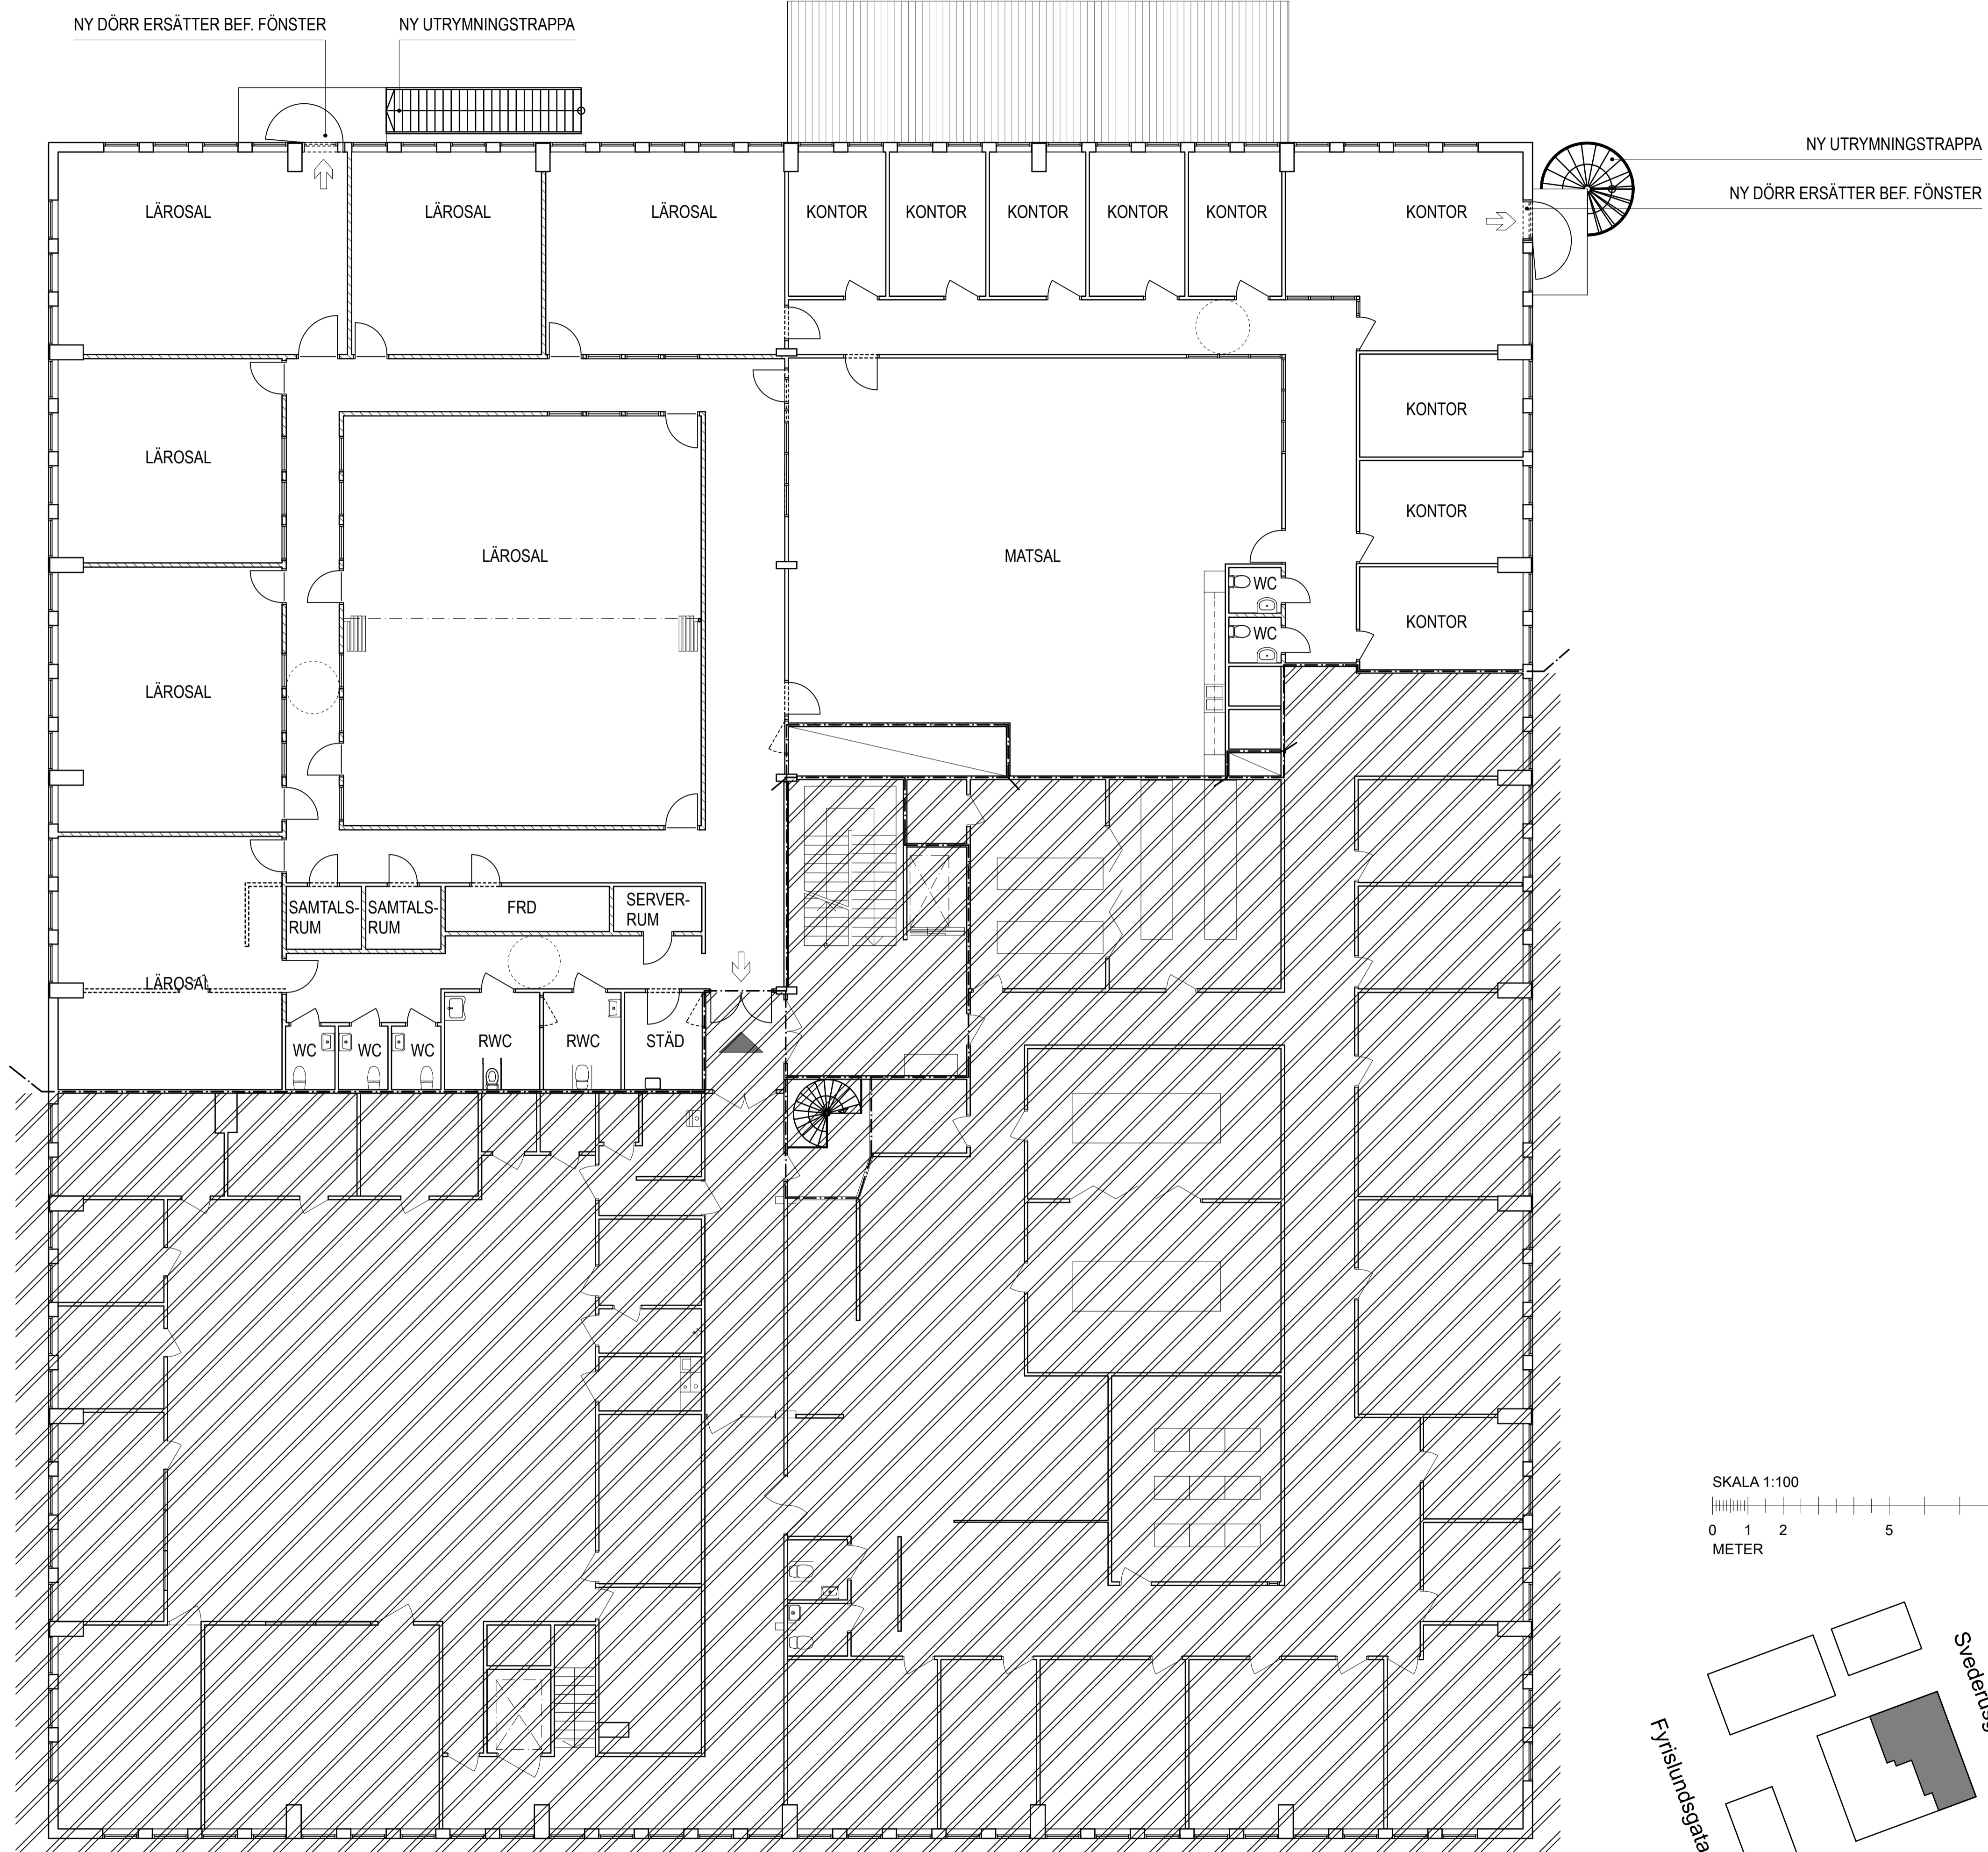 NY DÖRR ERSÄTTER BEF. FÖNSTER
NY UTRYMNINGSTRAPPA
NY UTRYMNINGSTRAPPA
NY DÖRR ERSÄTTER BEF. FÖNSTER
LÄROSAL
LÄROSAL
LÄROSAL
KONTOR
KONTOR
KONTOR
KONTOR
KONTOR
KONTOR
KONTOR
LÄROSAL
KONTOR
LÄROSAL
MATSAL
WC
KONTOR
WC
LÄROSAL
SAMTALS-
RUM
SAMTALS-
RUM
FRD
SERVER-
RUM
LÄROSAL
WC
WC
WC
RWC
RWC
STÄD
SKALA 1:100
0 1 2 5
METER
Fyrislundsgata